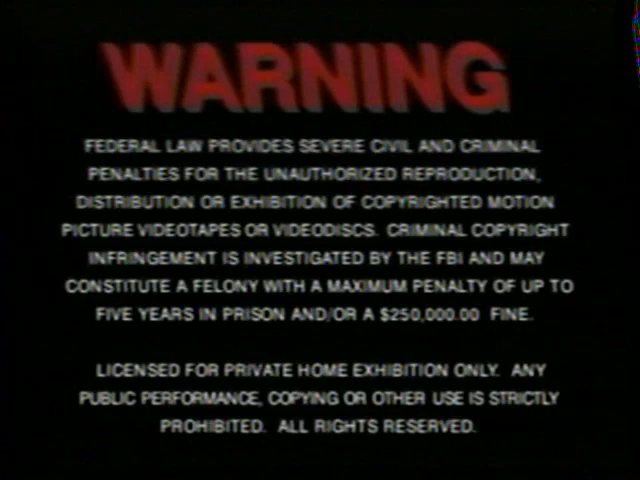 WARNING
FEDERAL LAW PROVIDES SEVERE CIVIL AND CRIMINAL
PENALTIES FOR THE UNAUTHORIZED REPRODUCTION,
DISTRIBUTION OR EXHIBITION OF COPYRIGHTED MOTION
PICTURE VIDEOTAPES OR VIDEODISCS. CRIMINAL COPYRIGHT
INFRINGEMENT IS INVESTIGATED BY THE FBI AND MAY
CONSTITUTE A FELONY WITH A MAXIMUM PENALTY OF UP TO
FIVE YEARS IN PRISON AND/OR A $250,000.00 FINE.
LICENSED FOR PRIVATE HOME EXHIBITION ONLY. ANY
PUBLIC PERFORMANCE, COPYING OR OTHER USE IS STRICTLY
PROHIBITED. ALL RIGHTS RESERVED.